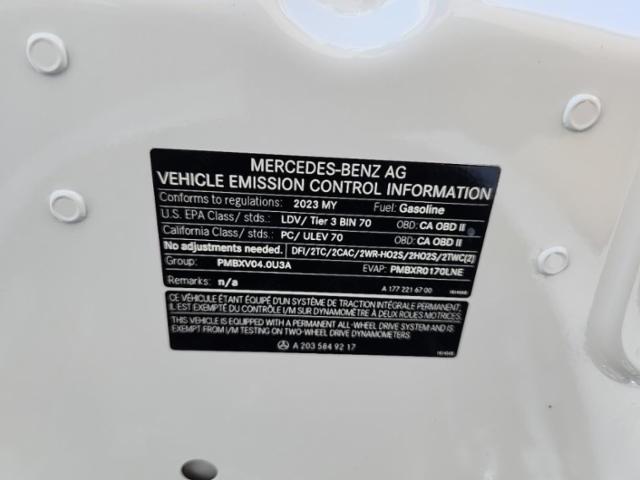 MERCEDES-BENZ AG
VEHICLE EMISSION CONTROL INFORMATION
Conforms to regulations: 2023 MY Fuel: Gasoline
U.S. EPA Class/ stds.: LDV/ Tier 3 BIN 70 OBD: CA OBD II
California Class/ stds.: PC/ ULEV 70 OBD: CA OBD II
No adjustments needed. DFI/2TC/2CAC/2WR-HO2S/2HO2S/2TWC(2)
Group: PMBXV04.0U3A EVAP: PMBXR0170LNE
Remarks: n/a A 177 221 67 00
CE VÉHICULE ÉTANT ÉQUIPÉ D'UN SYSTÈME DE TRACTION INTÉGRALE PERMANENT,
IL EST EXEMPTÉ DU CONTRÔLE I/M SUR DYNAMOMÈTRE À DEUX ROUES MOTRICES.
THIS VEHICLE IS EQUIPPED WITH A PERMANENT ALL-WHEEL DRIVE SYSTEM AND IS
EXEMPTED FROM I/M TESTING ON TWO-WHEEL DRIVE DYNAMOMETERS
A 203 584 92 17